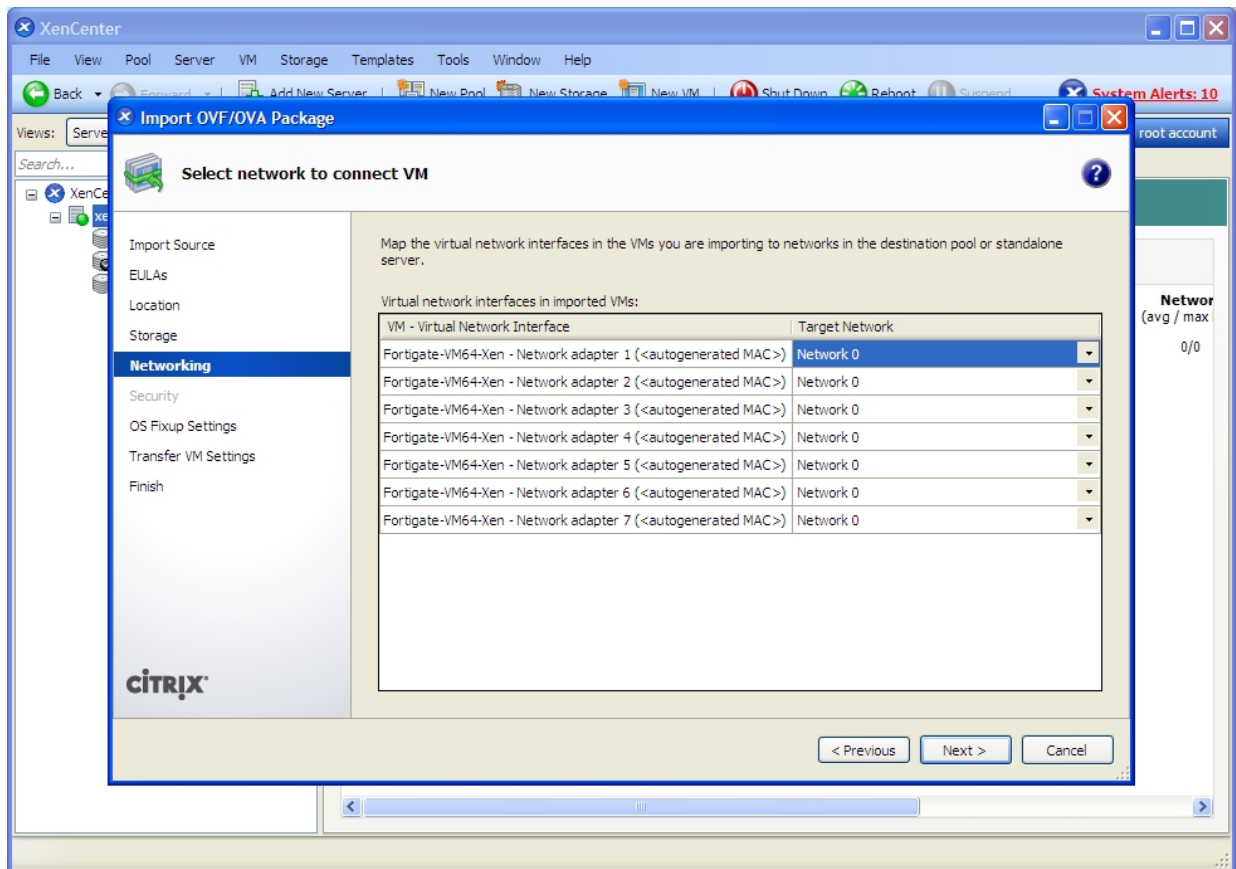 XenCenter
File View Pool Server VM Storage Templates Tools Window Help
Back Forward Add New Server New Pool New Storage New VM Shut Down Reboot Suspend System Alerts: 10
Import OVF/OVA Package
Views: Serve root account
Search...
Select network to connect VM
XenCe
xe
Import Source
EULAs
Location
Storage
Networking
Security
OS Fixup Settings
Transfer VM Settings
Finish
Map the virtual network interfaces in the VMs you are importing to networks in the destination pool or standalone
server.
Virtual network interfaces in imported VMs:
VM - Virtual Network Interface Target Network
Fortigate-VM64-Xen - Network adapter 1 (<autogenerated MAC>) Network 0
Fortigate-VM64-Xen - Network adapter 2 (<autogenerated MAC>) Network 0
Fortigate-VM64-Xen - Network adapter 3 (<autogenerated MAC>) Network 0
Fortigate-VM64-Xen - Network adapter 4 (<autogenerated MAC>) Network 0
Fortigate-VM64-Xen - Network adapter 5 (<autogenerated MAC>) Network 0
Fortigate-VM64-Xen - Network adapter 6 (<autogenerated MAC>) Network 0
Fortigate-VM64-Xen - Network adapter 7 (<autogenerated MAC>) Network 0
Networ
(avg / max
0/0
CITRIX
< Previous Next > Cancel